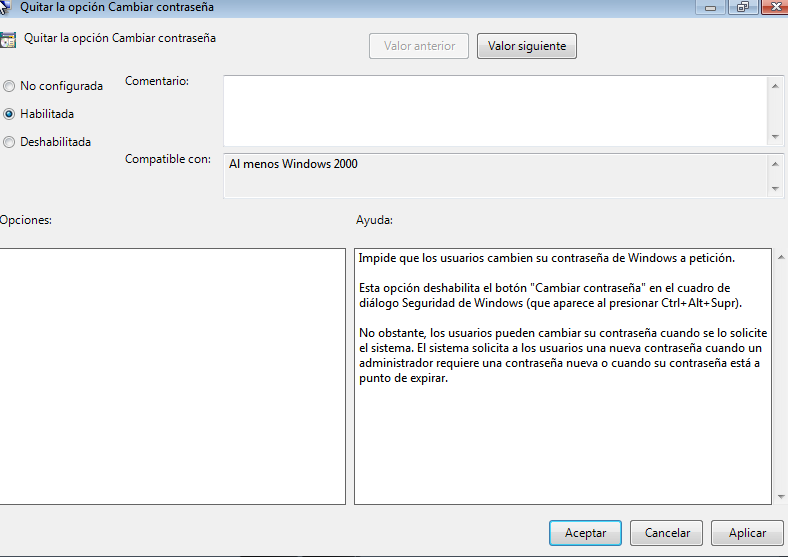 Quitar la opción Cambiar contraseña
Quitar la opción Cambiar contraseña
Valor anterior
Valor siguiente
No configurada
Habilitada
Deshabilitada
Comentario:
Compatible con:
Al menos Windows 2000
Opciones:
Ayuda:
Impide que los usuarios cambien su contraseña de Windows a petición.
Esta opción deshabilita el botón "Cambiar contraseña" en el cuadro de
diálogo Seguridad de Windows (que aparece al presionar Ctrl+Alt+Supr).
No obstante, los usuarios pueden cambiar su contraseña cuando se lo solicite
el sistema. El sistema solicita a los usuarios una nueva contraseña cuando un
administrador requiere una contraseña nueva o cuando su contraseña está a
punto de expirar.
Aceptar
Cancelar
Aplicar